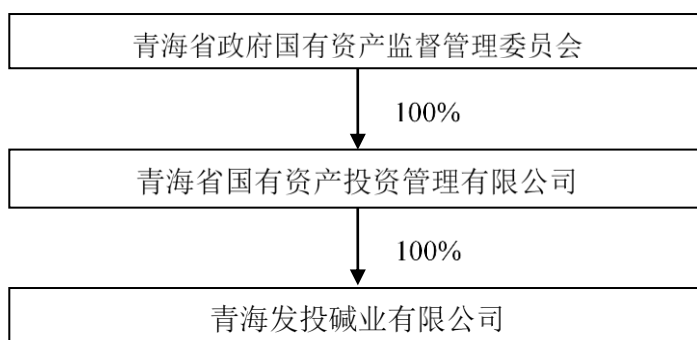 青海省政府国有资产监督管理委员会
100%
青海省国有资产投资管理有限公司
100%
青海发投碱业有限公司